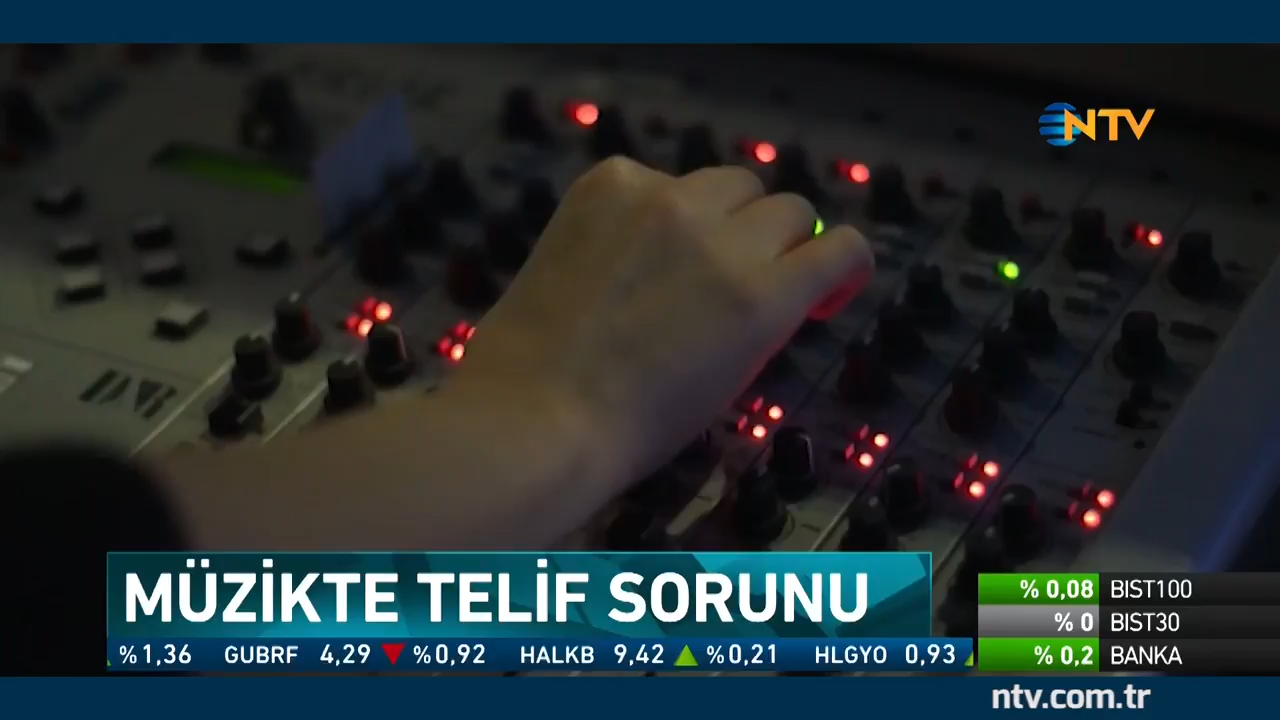 NTV
MÜZİKTE TELİF SORUNU
%1,36 GUBRF 4,29 %0,92 HALKB 9,42 %0,21 HLGYO 0,93
% 0,08 BIST100
% 0 BIST30
% 0,2 BANKA
ntv.com.tr